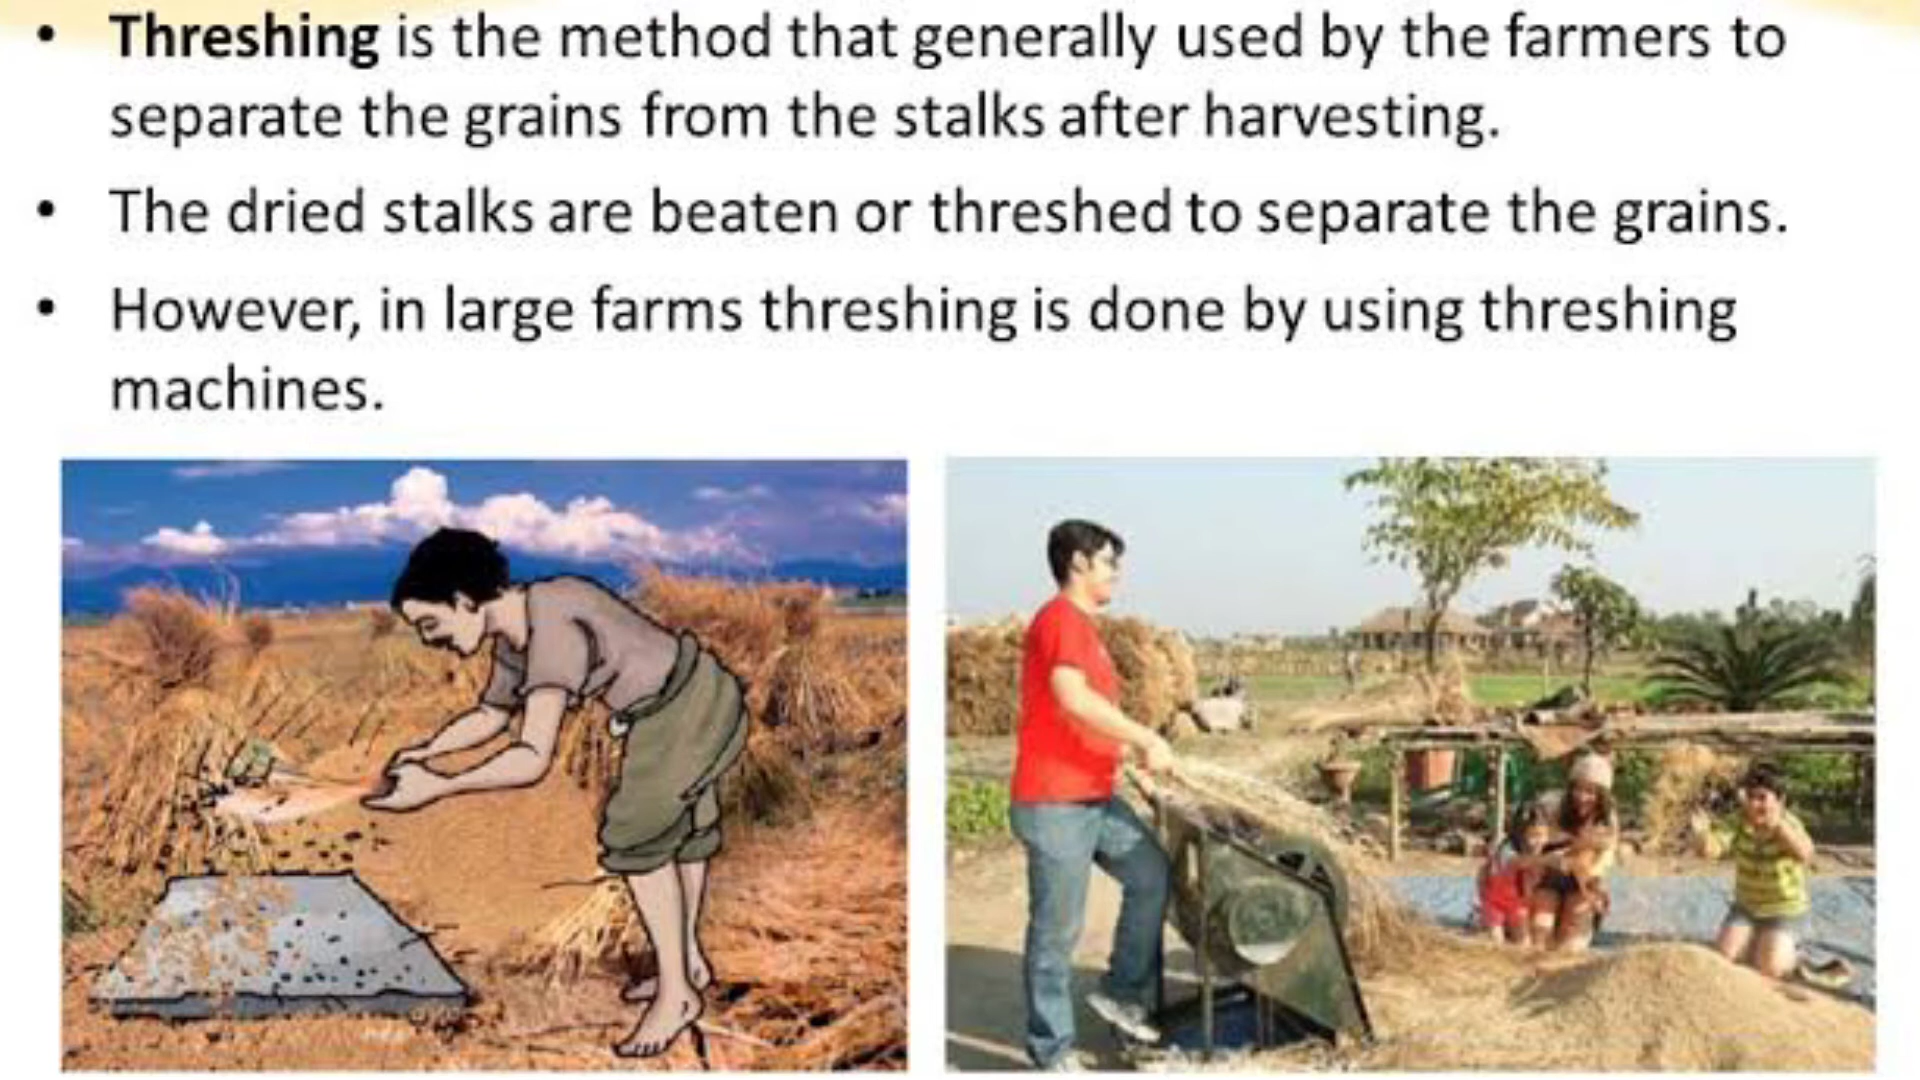 • Threshing is the method that generally used by the farmers to
separate the grains from the stalks after harvesting.
• The dried stalks are beaten or threshed to separate the grains.
• However, in large farms threshing is done by using threshing
machines.